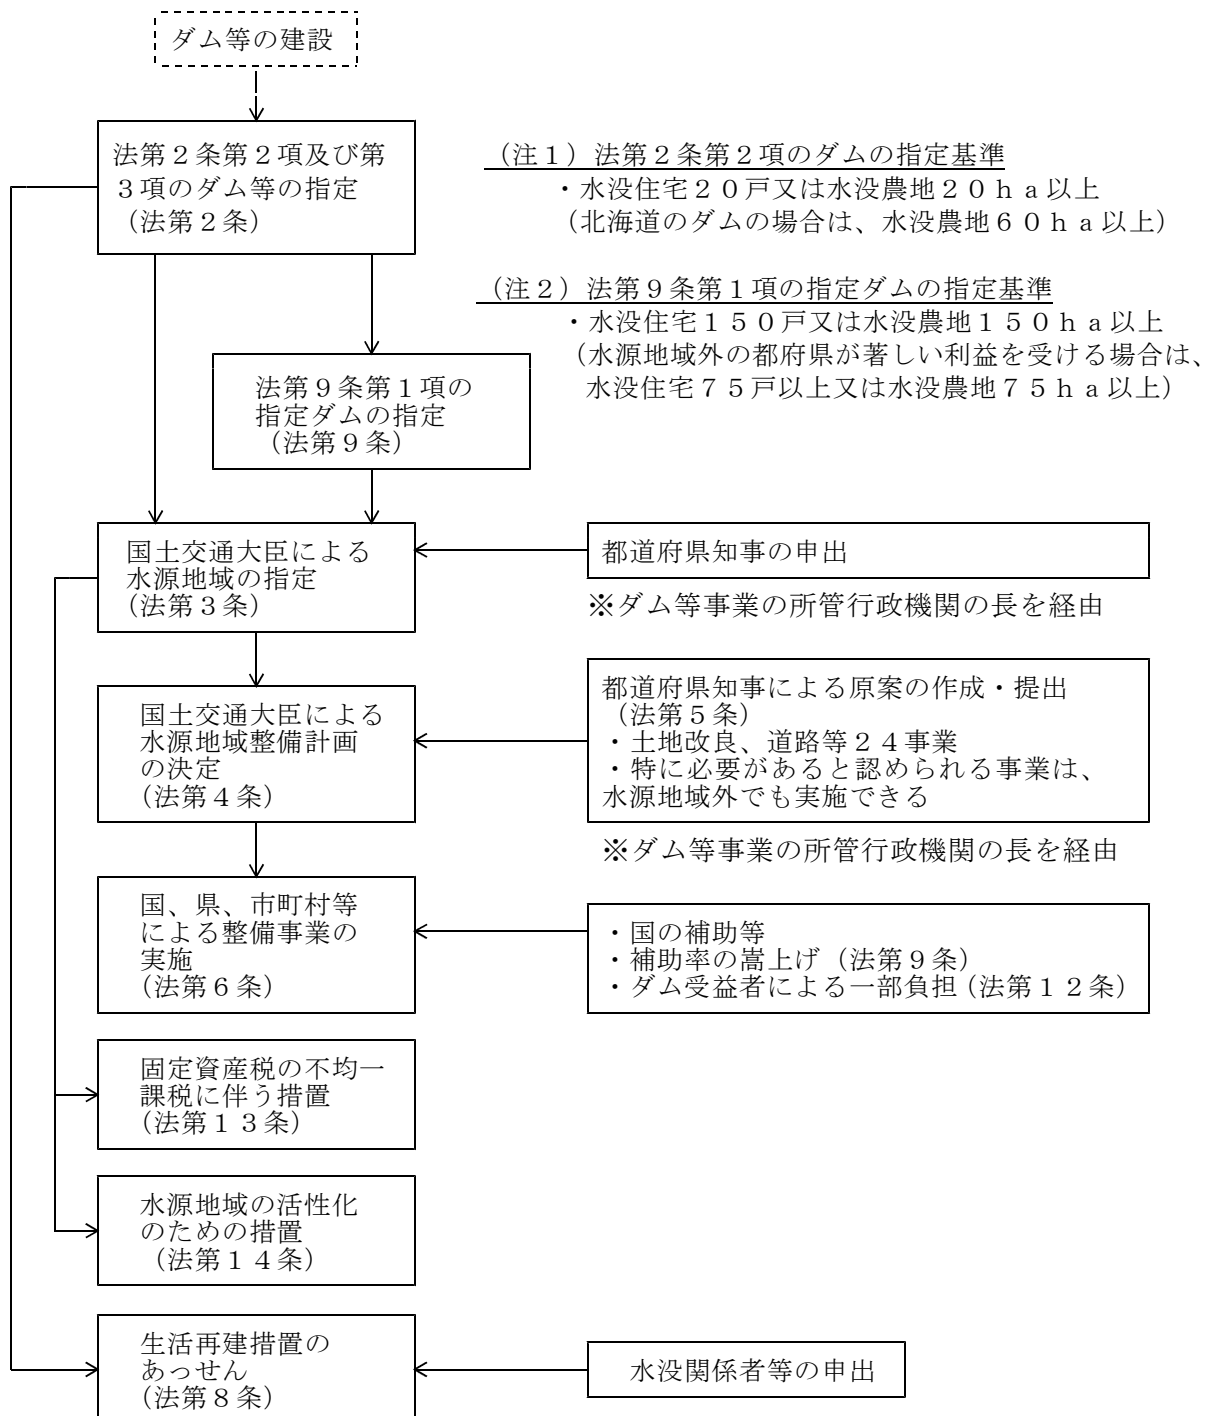 ダム等の建設
法第２条第２項及び第
３項のダム等の指定
（法第２条）
（注１）法第２条第２項のダムの指定基準
・水没住宅２０戸又は水没農地２０ｈａ以上
（北海道のダムの場合は、水没農地６０ｈａ以上）
（注２）法第９条第１項の指定ダムの指定基準
・水没住宅１５０戸又は水没農地１５０ｈａ以上
（水源地域外の都府県が著しい利益を受ける場合は、
水没住宅７５戸以上又は水没農地７５ｈａ以上）
法第９条第１項の
指定ダムの指定
（法第９条）
国土交通大臣による
水源地域の指定
（法第３条）
都道府県知事の申出
※ダム等事業の所管行政機関の長を経由
国土交通大臣による
水源地域整備計画
の決定
（法第４条）
都道府県知事による原案の作成・提出
（法第５条）
・土地改良、道路等２４事業
・特に必要があると認められる事業は、
水源地域外でも実施できる
※ダム等事業の所管行政機関の長を経由
国、県、市町村等
による整備事業の
実施
（法第６条）
・国の補助等
・補助率の嵩上げ（法第９条）
・ダム受益者による一部負担（法第１２条）
固定資産税の不均一
課税に伴う措置
（法第１３条）
水源地域の活性化
のための措置
（法第１４条）
生活再建措置の
あっせん
（法第８条）
水没関係者等の申出